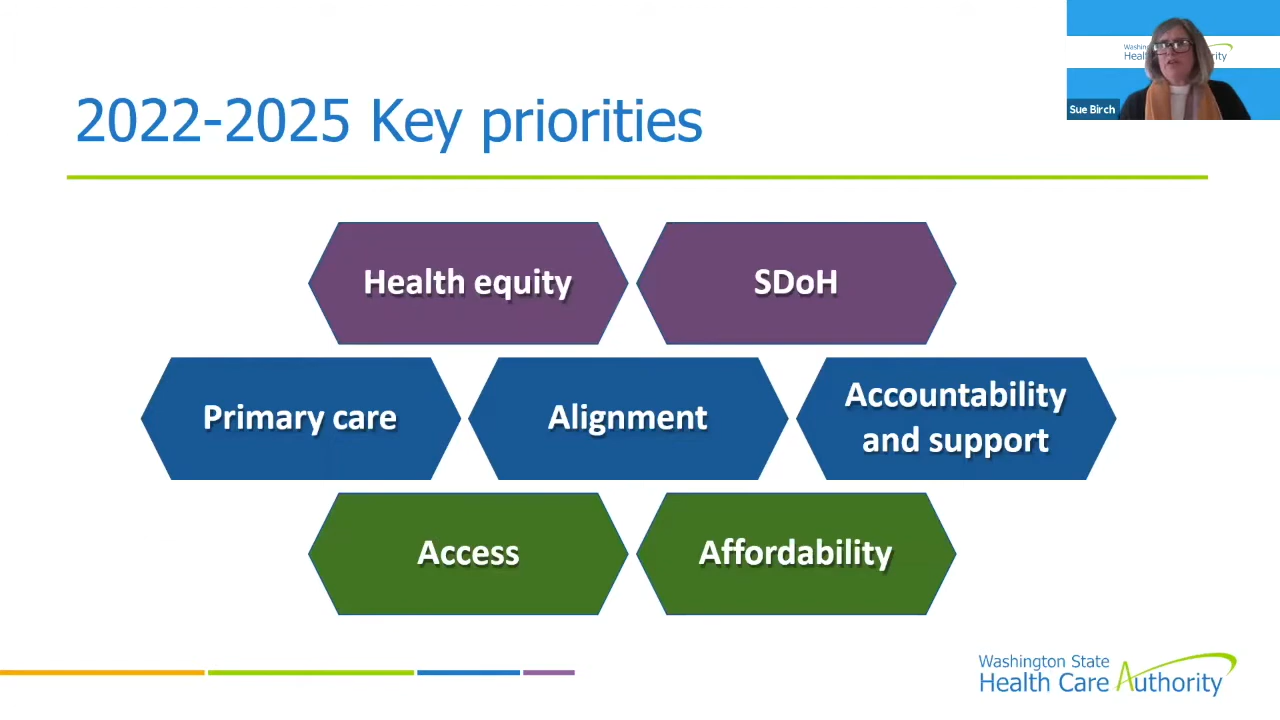 2022-2025 Key priorities
Sue Birch
Health equity
SDoH
Primary care
Alignment
Accountability
and support
Access
Affordability
Washington State
Health Care Authority